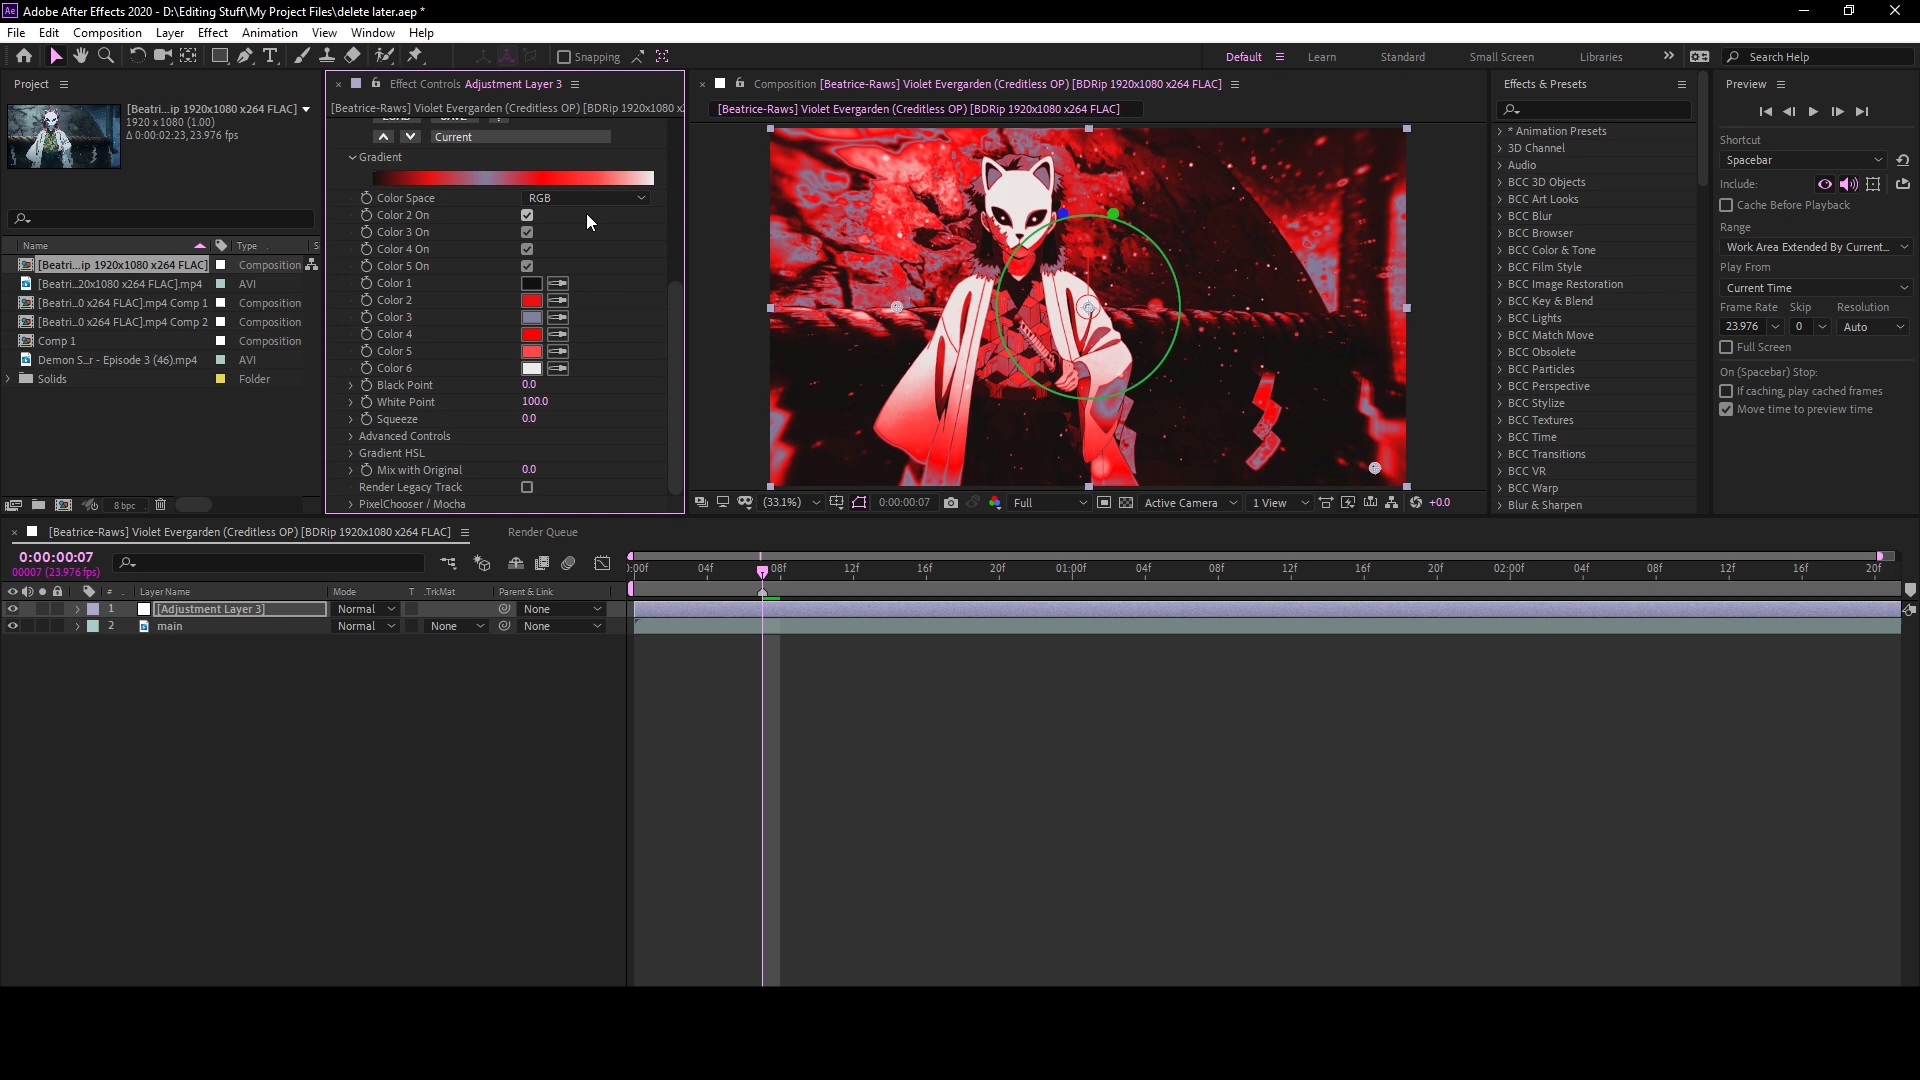 Ae Adobe After Effects 2020 - D:\Editing Stuff\My Project Files\delete later.aep *
File Edit Composition Layer Effect Animation View Window Help
Snapping
Default Learn Standard Small Screen Libraries Search Help
Project
[Beatri...ip 1920x1080 x264 FLAC]
1920 x 1080 (1.00)
Δ 0:00:02:23, 23.976 fps
Name Type S
[Beatri...ip 1920x1080 x264 FLAC] Composition
[Beatri...20x1080 x264 FLAC].mp4 AVI
[Beatri...0 x264 FLAC].mp4 Comp 1 Composition
[Beatri...0 x264 FLAC].mp4 Comp 2 Composition
Comp 1 Composition
Demon S...r - Episode 3 (46).mp4 AVI
Solids Folder
8 bpc
Effect Controls Adjustment Layer 3
[Beatrice-Raws] Violet Evergarden (Creditless OP) [BDRip 1920x1080 x
Current
Gradient
Color Space RGB
Color 2 On
Color 3 On
Color 4 On
Color 5 On
Color 1
Color 2
Color 3
Color 4
Color 5
Color 6
Black Point 0.0
White Point 100.0
Squeeze 0.0
Advanced Controls
Gradient HSL
Mix with Original 0.0
Render Legacy Track
PixelChooser / Mocha
Composition [Beatrice-Raws] Violet Evergarden (Creditless OP) [BDRip 1920x1080 x264 FLAC]
[Beatrice-Raws] Violet Evergarden (Creditless OP) [BDRip 1920x1080 x264 FLAC]
(33.1%) 0:00:00:07 Full Active Camera 1 View +0.0
Effects & Presets
* Animation Presets
3D Channel
Audio
BCC 3D Objects
BCC Art Looks
BCC Blur
BCC Browser
BCC Color & Tone
BCC Film Style
BCC Image Restoration
BCC Key & Blend
BCC Lights
BCC Match Move
BCC Obsolete
BCC Particles
BCC Perspective
BCC Stylize
BCC Textures
BCC Time
BCC Transitions
BCC VR
BCC Warp
Blur & Sharpen
Preview
Shortcut
Spacebar
Include:
Cache Before Playback
Range
Work Area Extended By Current...
Play From
Current Time
Frame Rate Skip Resolution
23.976 0 Auto
Full Screen
On (Spacebar) Stop:
If caching, play cached frames
Move time to preview time
[Beatrice-Raws] Violet Evergarden (Creditless OP) [BDRip 1920x1080 x264 FLAC] Render Queue
0:00:00:07
00007 (23.976 fps)
):00f 04f 08f 12f 16f 20f 01:00f 04f 08f 12f 16f 20f 02:00f 04f 08f 12f 16f 20f
# Layer Name Mode T .TrkMat Parent & Link
1 [Adjustment Layer 3] Normal None
2 main Normal None None